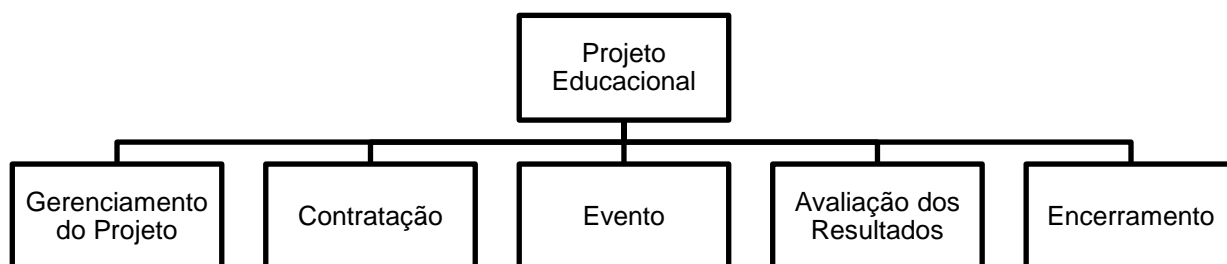 Projeto
Educacional
Gerenciamento
do Projeto
Contratação
Evento
Avaliação dos
Resultados
Encerramento